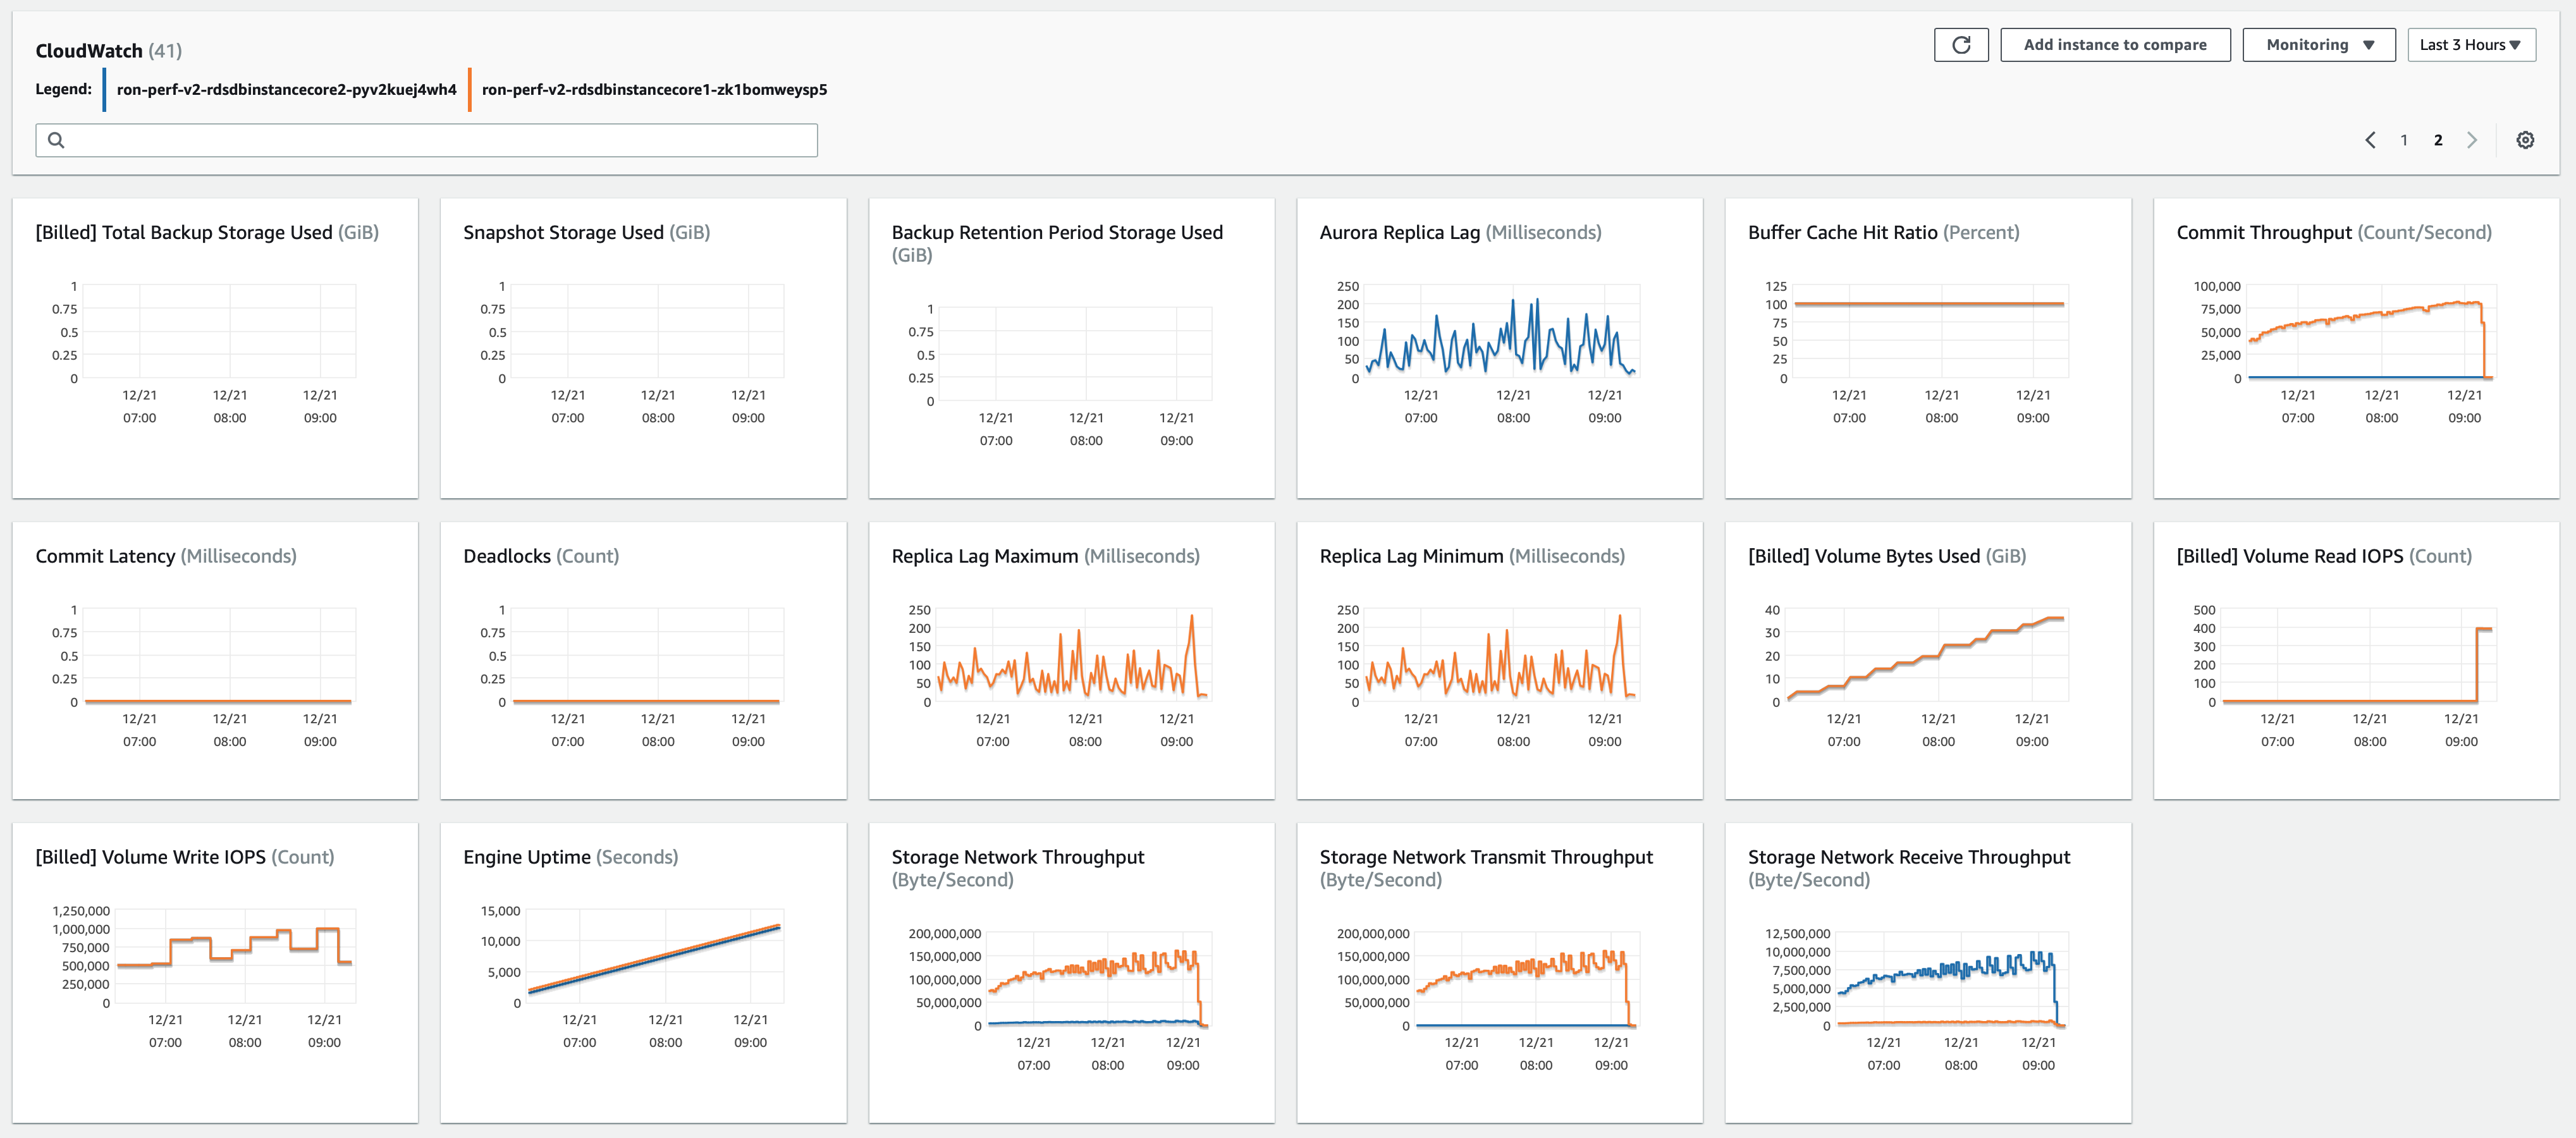 CloudWatch (41)
Add instance to compare
Monitoring
Last 3 Hours
Legend:
ron-perf-v2-rdsdbinstancecore2-pyv2kuej4wh4
ron-perf-v2-rdsdbinstancecore1-zk1bomweysp5
1 2
[Billed] Total Backup Storage Used (GiB)
1
0.75
0.5
0.25
0
12/21 12/21 12/21
07:00 08:00 09:00
Snapshot Storage Used (GiB)
1
0.75
0.5
0.25
0
12/21 12/21 12/21
07:00 08:00 09:00
Backup Retention Period Storage Used
(GiB)
1
0.75
0.5
0.25
0
12/21 12/21 12/21
07:00 08:00 09:00
Aurora Replica Lag (Milliseconds)
250
200
150
100
50
0
12/21 12/21 12/21
07:00 08:00 09:00
Buffer Cache Hit Ratio (Percent)
125
100
75
50
25
0
12/21 12/21 12/21
07:00 08:00 09:00
Commit Throughput (Count/Second)
100,000
75,000
50,000
25,000
0
12/21 12/21 12/21
07:00 08:00 09:00
Commit Latency (Milliseconds)
1
0.75
0.5
0.25
0
12/21 12/21 12/21
07:00 08:00 09:00
Deadlocks (Count)
1
0.75
0.5
0.25
0
12/21 12/21 12/21
07:00 08:00 09:00
Replica Lag Maximum (Milliseconds)
250
200
150
100
50
0
12/21 12/21 12/21
07:00 08:00 09:00
Replica Lag Minimum (Milliseconds)
250
200
150
100
50
0
12/21 12/21 12/21
07:00 08:00 09:00
[Billed] Volume Bytes Used (GiB)
40
30
20
10
0
12/21 12/21 12/21
07:00 08:00 09:00
[Billed] Volume Read IOPS (Count)
500
400
300
200
100
0
12/21 12/21 12/21
07:00 08:00 09:00
[Billed] Volume Write IOPS (Count)
1,250,000
1,000,000
750,000
500,000
250,000
0
12/21 12/21 12/21
07:00 08:00 09:00
Engine Uptime (Seconds)
15,000
10,000
5,000
0
12/21 12/21 12/21
07:00 08:00 09:00
Storage Network Throughput
(Byte/Second)
200,000,000
150,000,000
100,000,000
50,000,000
0
12/21 12/21 12/21
07:00 08:00 09:00
Storage Network Transmit Throughput
(Byte/Second)
200,000,000
150,000,000
100,000,000
50,000,000
0
12/21 12/21 12/21
07:00 08:00 09:00
Storage Network Receive Throughput
(Byte/Second)
12,500,000
10,000,000
7,500,000
5,000,000
2,500,000
0
12/21 12/21 12/21
07:00 08:00 09:00